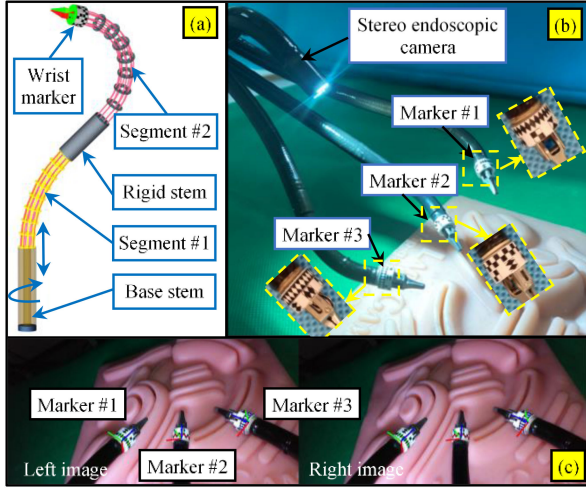 (a)
Wrist
marker
Segment #2
Rigid stem
Segment #1
Base stem
(b)
Stereo endoscopic
camera
Marker #1
Marker #2
Marker #3
Marker #1
Marker #3
Left image
Marker #2
Right image
(c)